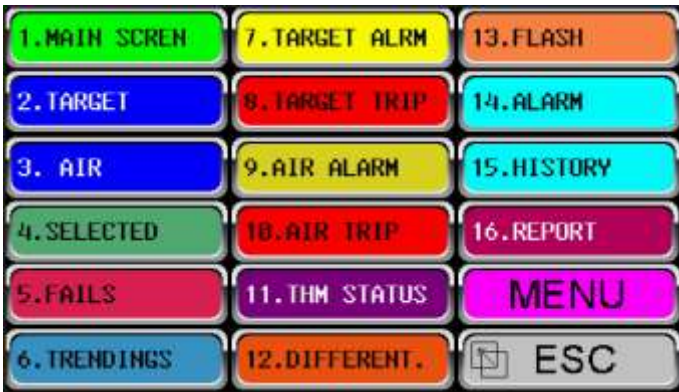 1.MAIN SCREN
2.TARGET
3. AIR
4.SELECTED
5.FAILS
6.TRENDINGS
7.TARGET ALRM
8.TARGET TRIP
9.AIR ALARM
10.AIR TRIP
11.THM STATUS
12.DIFFERENT.
13.FLASH
14.ALARM
15.HISTORY
16.REPORT
MENU
ESC